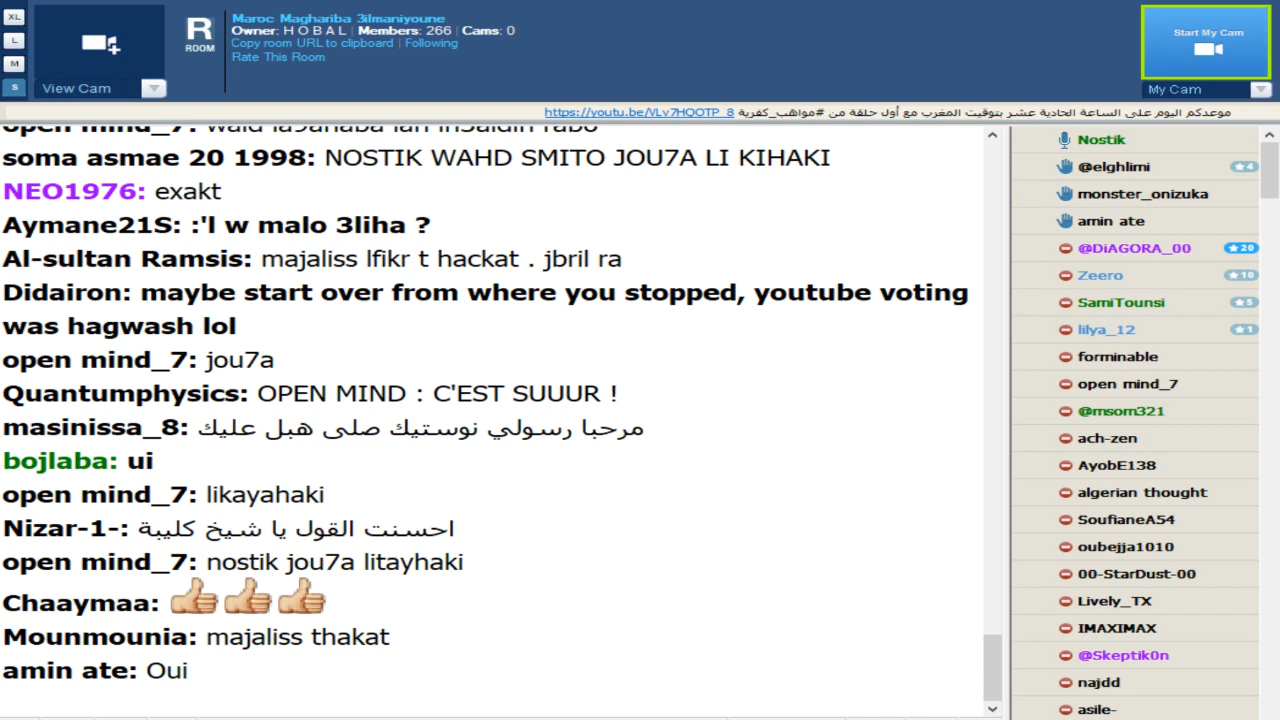 XL
L
M
S
View Cam
R
ROOM
Maroc Maghariba 3ilmaniyoune
Owner: H O B A L | Members: 266 | Cams: 0
Copy room URL to clipboard | Following
Rate This Room
Start My Cam
My Cam
موعدكم اليوم على الساعة الحادية عشر بتوقيت المغرب مع أول حلقة من #مواهب_كفرية https://youtu.be/VLv7HQOTP_8
soma asmae 20 1998: NOSTIK WAHD SMITO JOU7A LI KIHAKI
NEO1976: exakt
Aymane21S: :'l w malo 3liha ?
Al-sultan Ramsis: majaliss lfikr t hackat . jbril ra
Didairon: maybe start over from where you stopped, youtube voting
was hagwash lol
open mind_7: jou7a
Quantumphysics: OPEN MIND : C'EST SUUUR !
masinissa_8: مرحبا رسولي نوستيك صلى هبل عليك
bojlaba: ui
open mind_7: likayahaki
Nizar-1-: احسنت القول يا شيخ كليبة
open mind_7: nostik jou7a litayhaki
Chaaymaa:
Mounmounia: majaliss thakat
amin ate: Oui
Nostik
@elghlimi 4
monster_onizuka
amin ate
@DiAGORA_00 20
Zeero 10
SamiTounsi 5
lilya_12 1
forminable
open mind_7
@msom321
ach-zen
AyobE138
algerian thought
SoufianeA54
oubejja1010
00-StarDust-00
Lively_TX
IMAXIMAX
@Skeptik0n
najdd
asile-